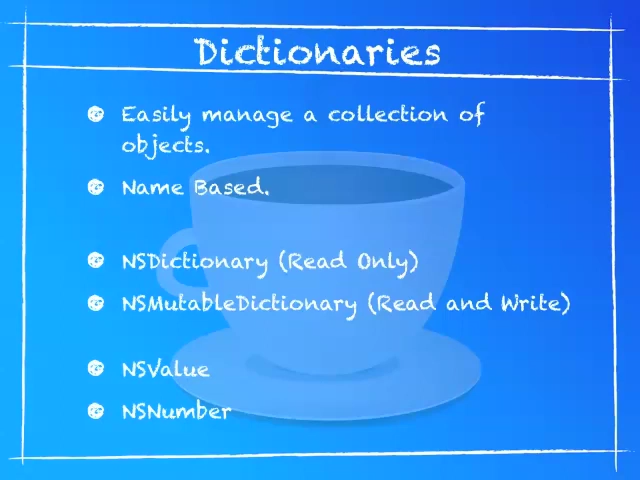 Dictionaries
Easily manage a collection of
objects.
Name Based.
NSDictionary (Read Only)
NSMutableDictionary (Read and Write)
NSValue
NSNumber